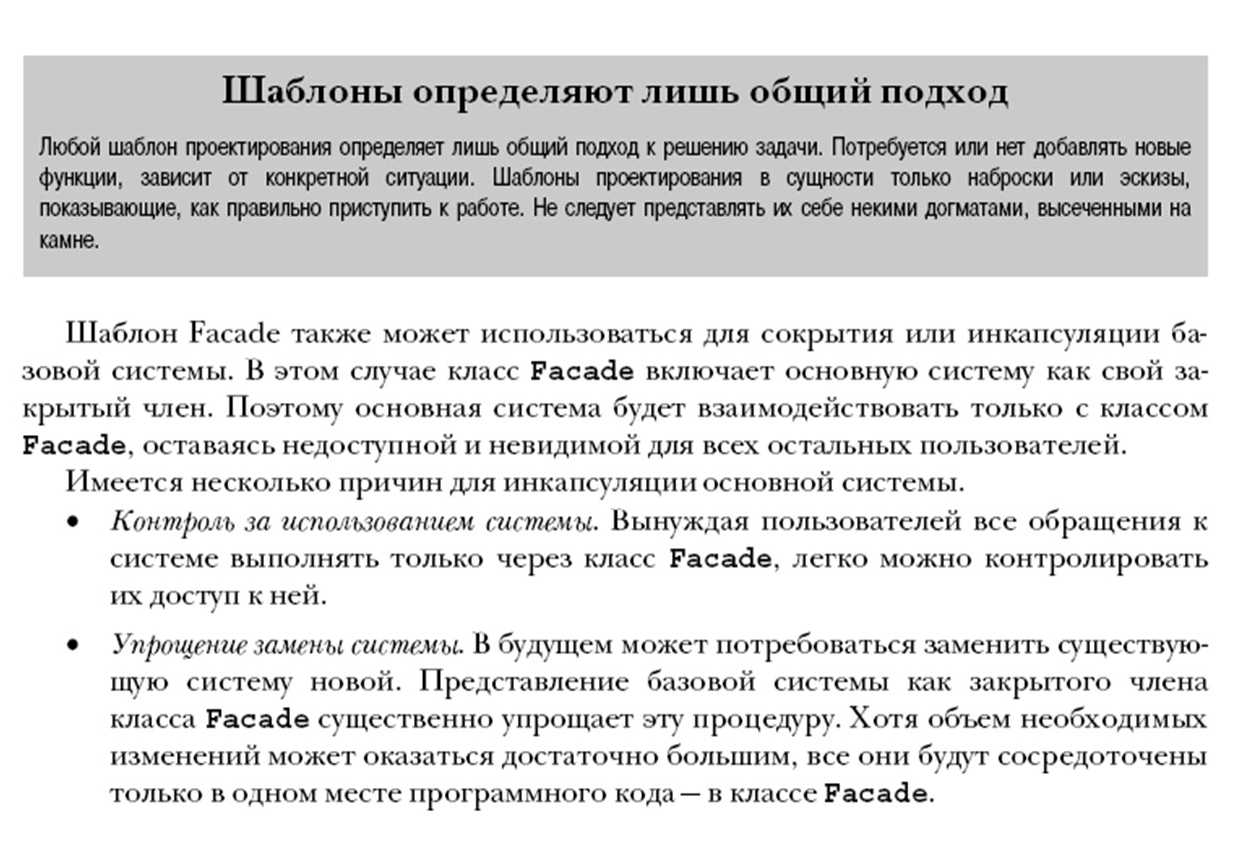 Шаблоны определяют лишь общий подход
Любой шаблон проектирования определяет лишь общий подход к решению задачи. Потребуется или нет добавлять новые
функции, зависит от конкретной ситуации. Шаблоны проектирования в сущности только наброски или эскизы,
показывающие, как правильно приступить к работе. Не следует представлять их себе некими догматами, высеченными на
камне.
Шаблон Facade также может использоваться для сокрытия или инкапсуляции ба-
зовой системы. В этом случае класс Facade включает основную систему как свой за-
крытый член. Поэтому основная система будет взаимодействовать только с классом
Facade, оставаясь недоступной и невидимой для всех остальных пользователей.
Имеется несколько причин для инкапсуляции основной системы.
• Контроль за использованием системы. Вынуждая пользователей все обращения к
системе выполнять только через класс Facade, легко можно контролировать
их доступ к ней.
• Упрощение замены системы. В будущем может потребоваться заменить существую-
щую систему новой. Представление базовой системы как закрытого члена
класса Facade существенно упрощает эту процедуру. Хотя объем необходимых
изменений может оказаться достаточно большим, все они будут сосредоточены
только в одном месте программного кода — в классе Facade.